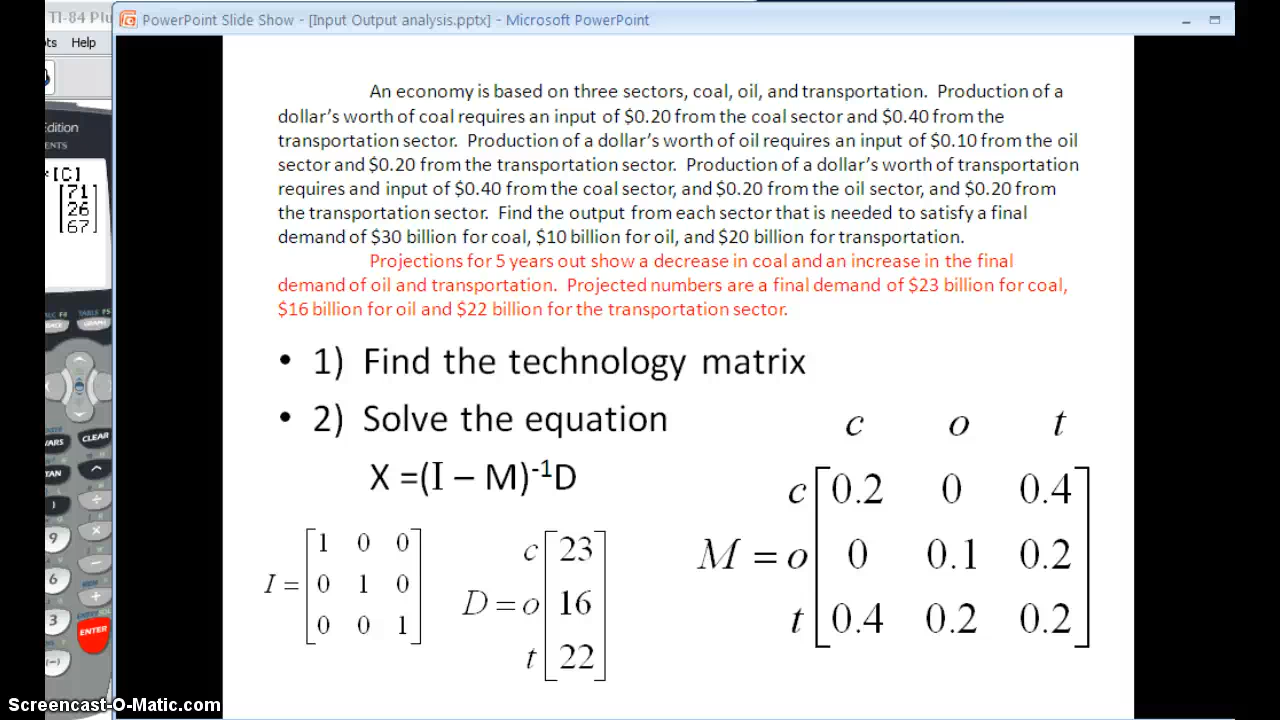 TI-84 Plu
PowerPoint Slide Show - [Input Output analysis.pptx] - Microsoft PowerPoint
ots Help
Edition
ENTS
*[C]
[71]
[26]
[67]
CLEAR
VARS
TAN
)
9
6
3
(-)
ENTER
An economy is based on three sectors, coal, oil, and transportation. Production of a
dollar's worth of coal requires an input of $0.20 from the coal sector and $0.40 from the
transportation sector. Production of a dollar's worth of oil requires an input of $0.10 from the oil
sector and $0.20 from the transportation sector. Production of a dollar's worth of transportation
requires and input of $0.40 from the coal sector, and $0.20 from the oil sector, and $0.20 from
the transportation sector. Find the output from each sector that is needed to satisfy a final
demand of $30 billion for coal, $10 billion for oil, and $20 billion for transportation.
Projections for 5 years out show a decrease in coal and an increase in the final
demand of oil and transportation. Projected numbers are a final demand of $23 billion for coal,
$16 billion for oil and $22 billion for the transportation sector.
• 1) Find the technology matrix
• 2) Solve the equation
X =(I – M)⁻¹D
I =
1 0 0
0 1 0
0 0 1
c 23
D = o 16
t 22
c o t
c 0.2 0 0.4
M = o 0 0.1 0.2
t 0.4 0.2 0.2
Screencast-O-Matic.com